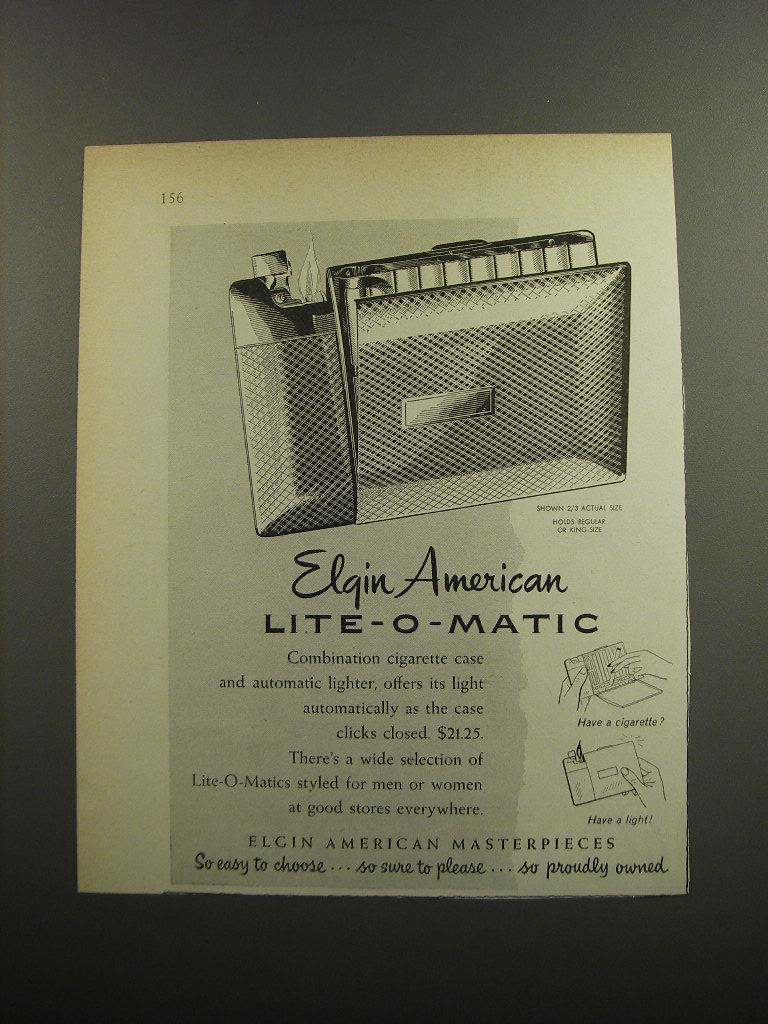 156
SHOWN 2/3 ACTUAL SIZE
HOLDS REGULAR
OR KING-SIZE
Elgin American
LITE-O-MATIC
Combination cigarette case
and automatic lighter, offers its light
automatically as the case
clicks closed. $21.25.
There's a wide selection of
Lite-O-Matics styled for men or women
at good stores everywhere.
Have a cigarette?
Have a light!
ELGIN AMERICAN MASTERPIECES
So easy to choose . . . so sure to please . . . so proudly owned